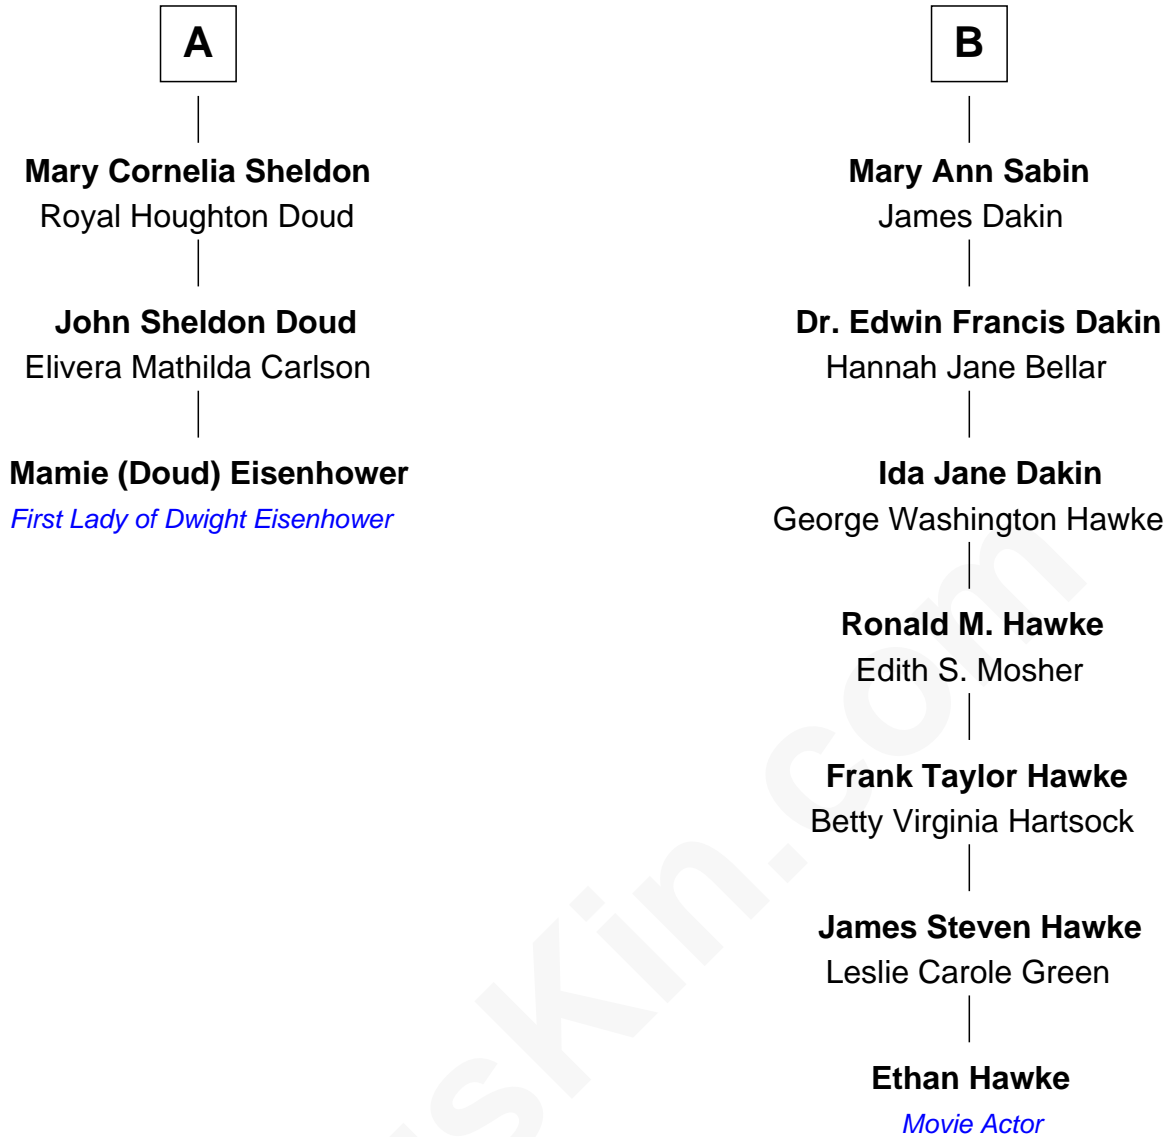 A
Mary Cornelia Sheldon
Royal Houghton Doud
John Sheldon Doud
Elivera Mathilda Carlson
Mamie (Doud) Eisenhower
First Lady of Dwight Eisenhower
B
Mary Ann Sabin
James Dakin
Dr. Edwin Francis Dakin
Hannah Jane Bellar
Ida Jane Dakin
George Washington Hawke
Ronald M. Hawke
Edith S. Mosher
Frank Taylor Hawke
Betty Virginia Hartsock
James Steven Hawke
Leslie Carole Green
Ethan Hawke
Movie Actor
sKin.com